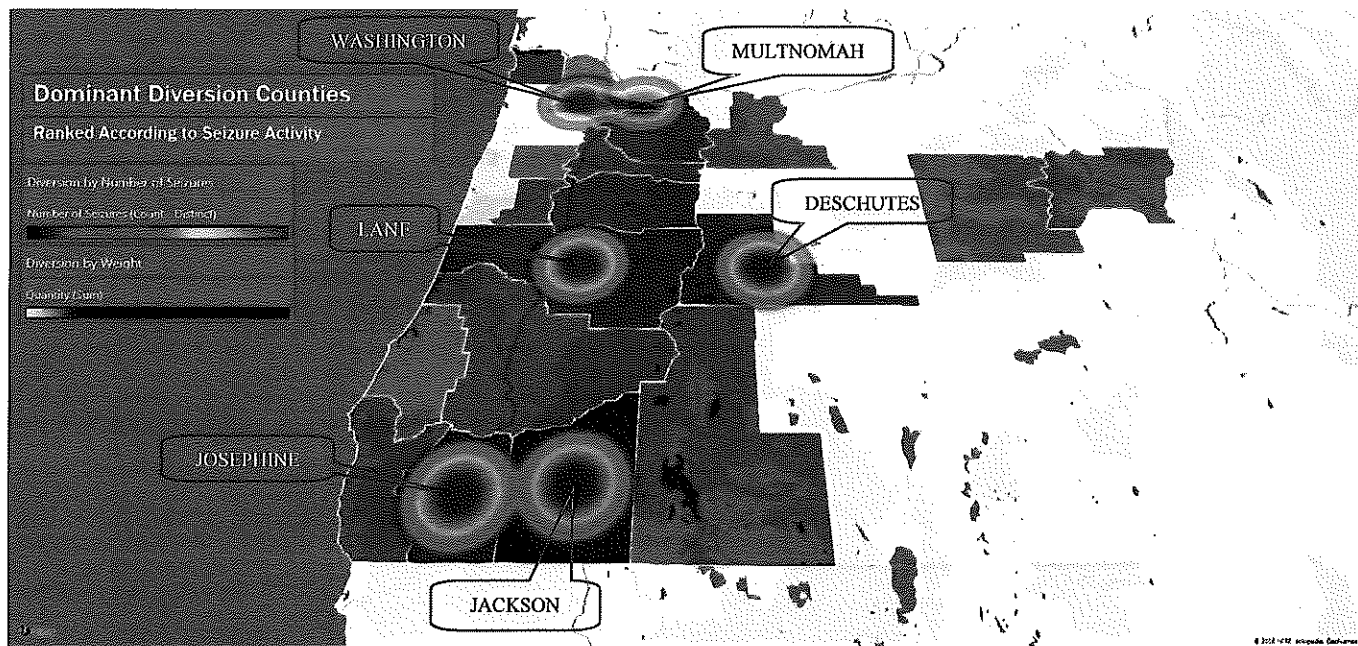 WASHINGTON
MULTNOMAH
Dominant Diversion Counties
Ranked According to Seizure Activity
Diversion by Number of Seizures
Number of Seizures (Count - Distinct)
DESCHUTES
LANE
Diversion by Weight
Quantity (Sum)
JOSEPHINE
JACKSON